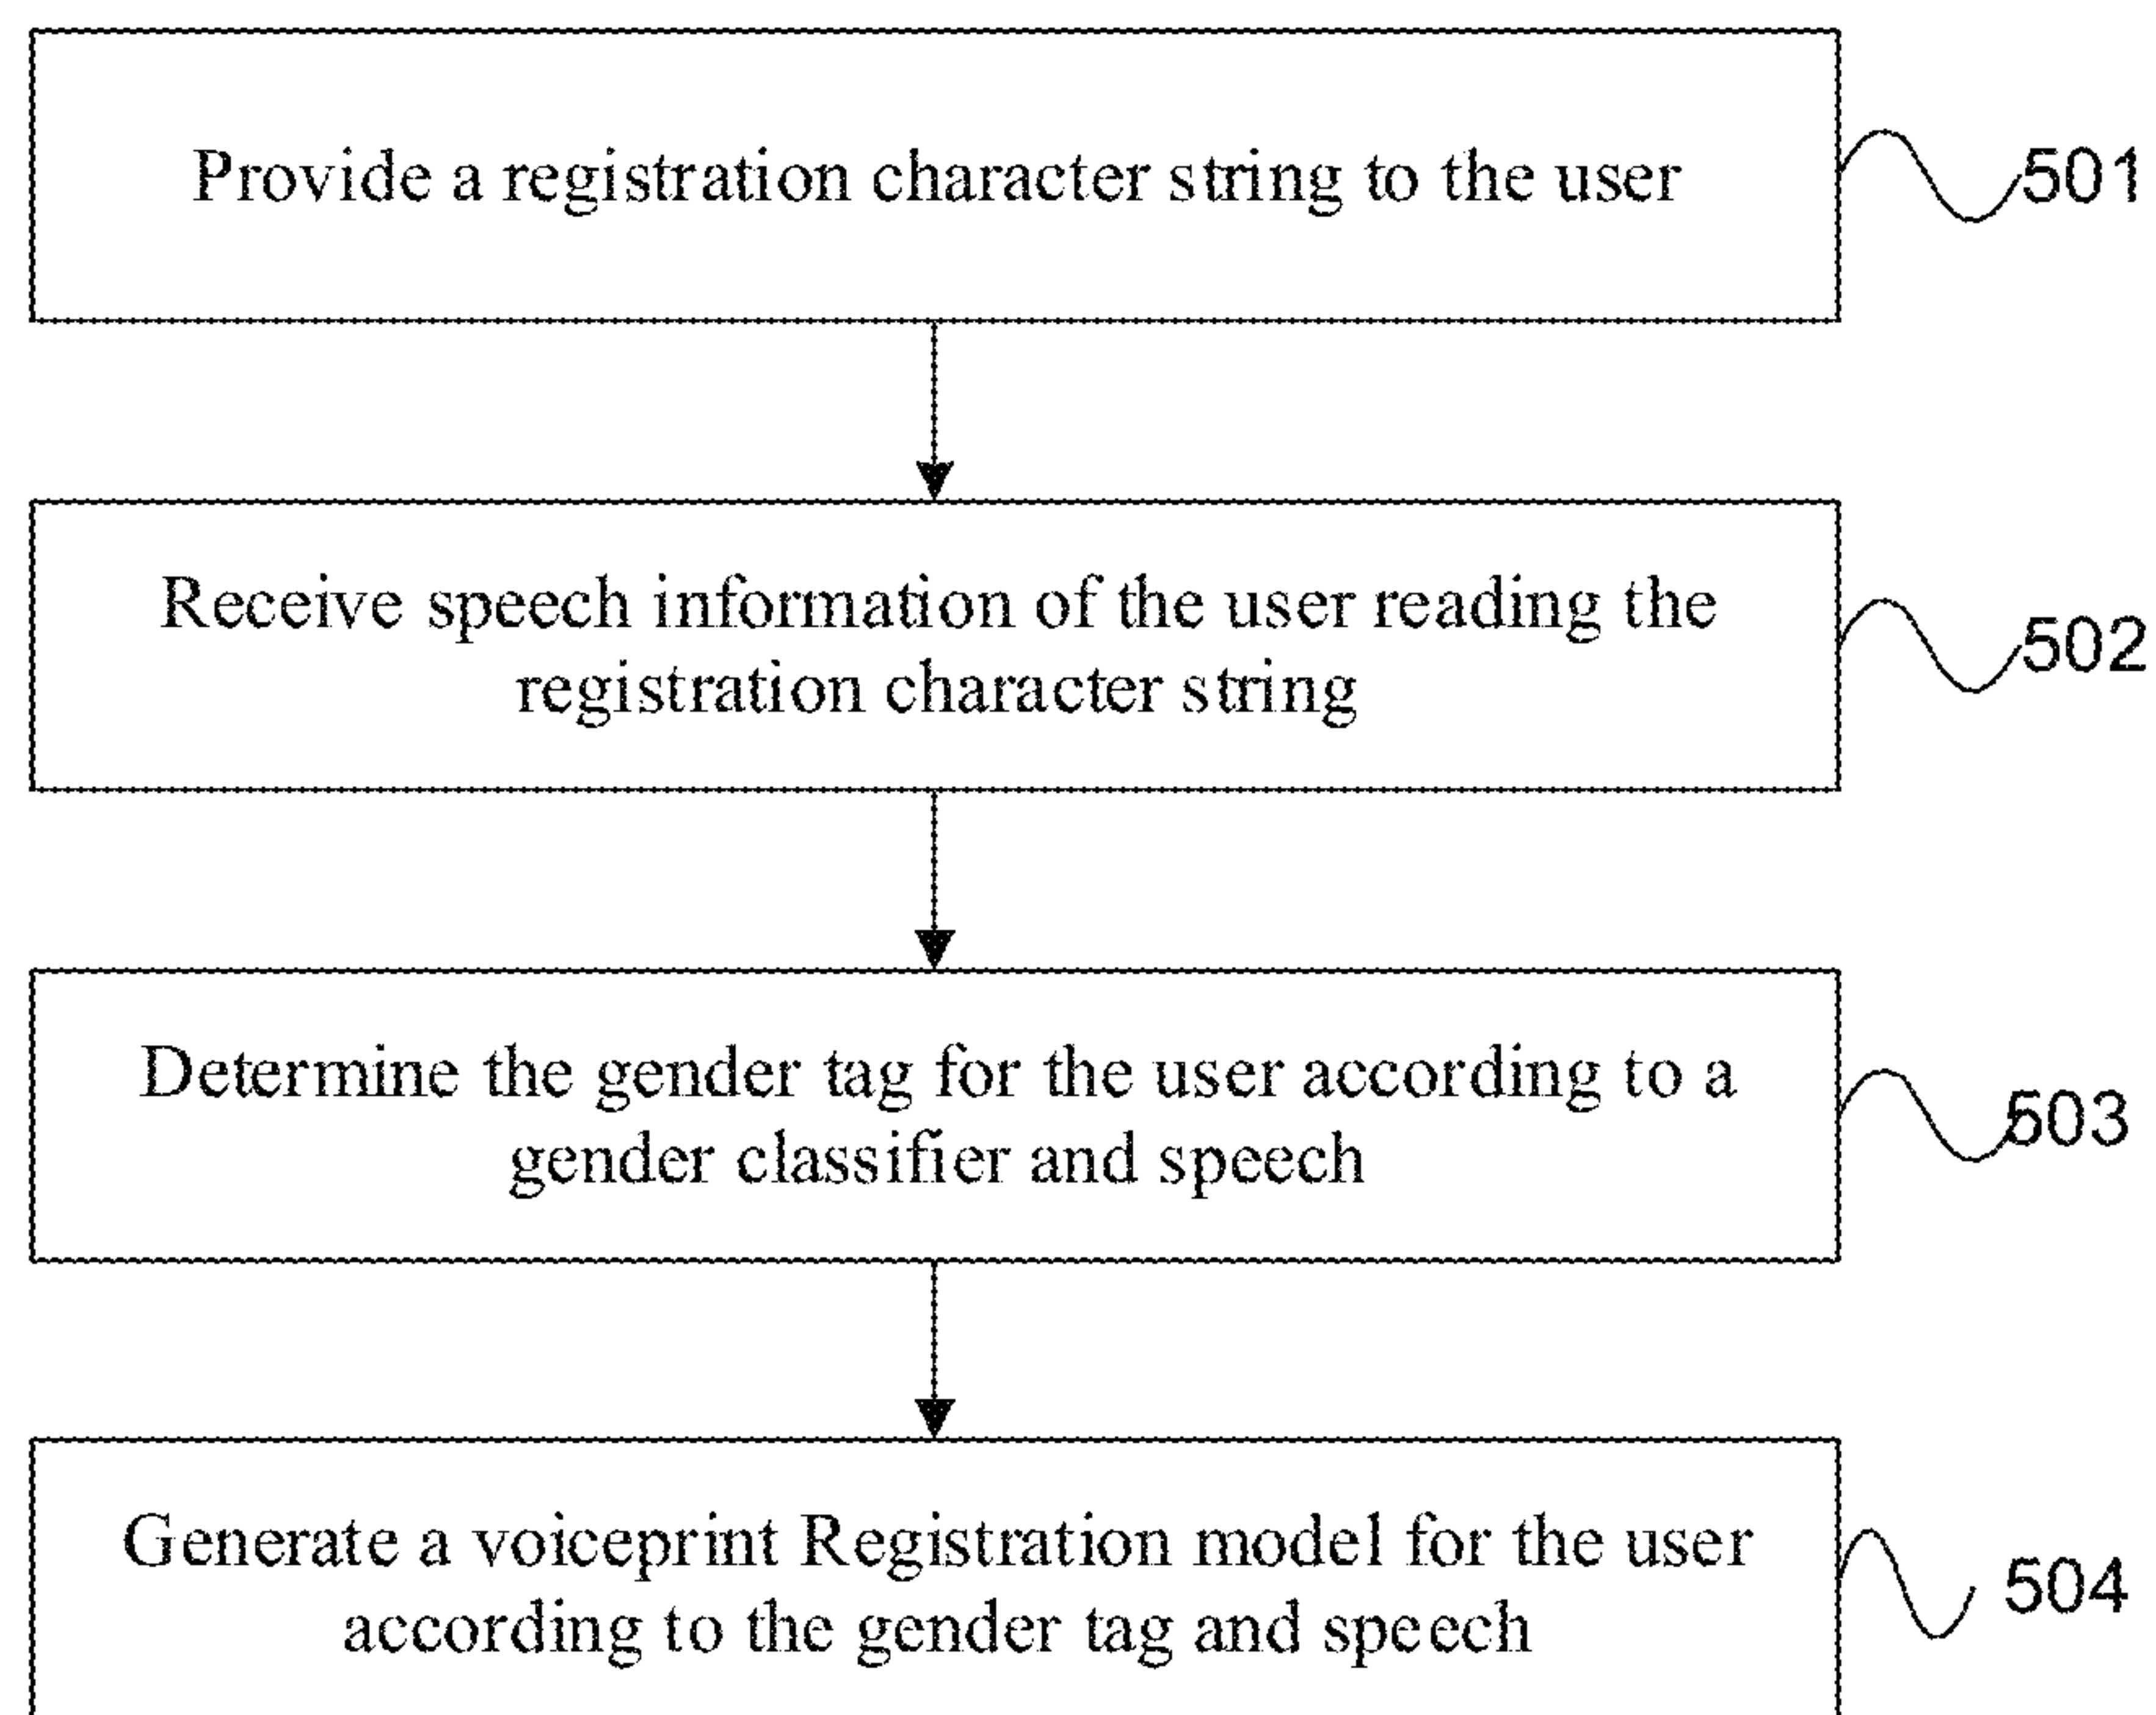 Provide a registration character string to the user
501
Receive speech information of the user reading the
registration character string
502
Determine the gender tag for the user according to a
gender classifier and speech
503
Generate a voiceprint Registration model for the user
according to the gender tag and speech
504